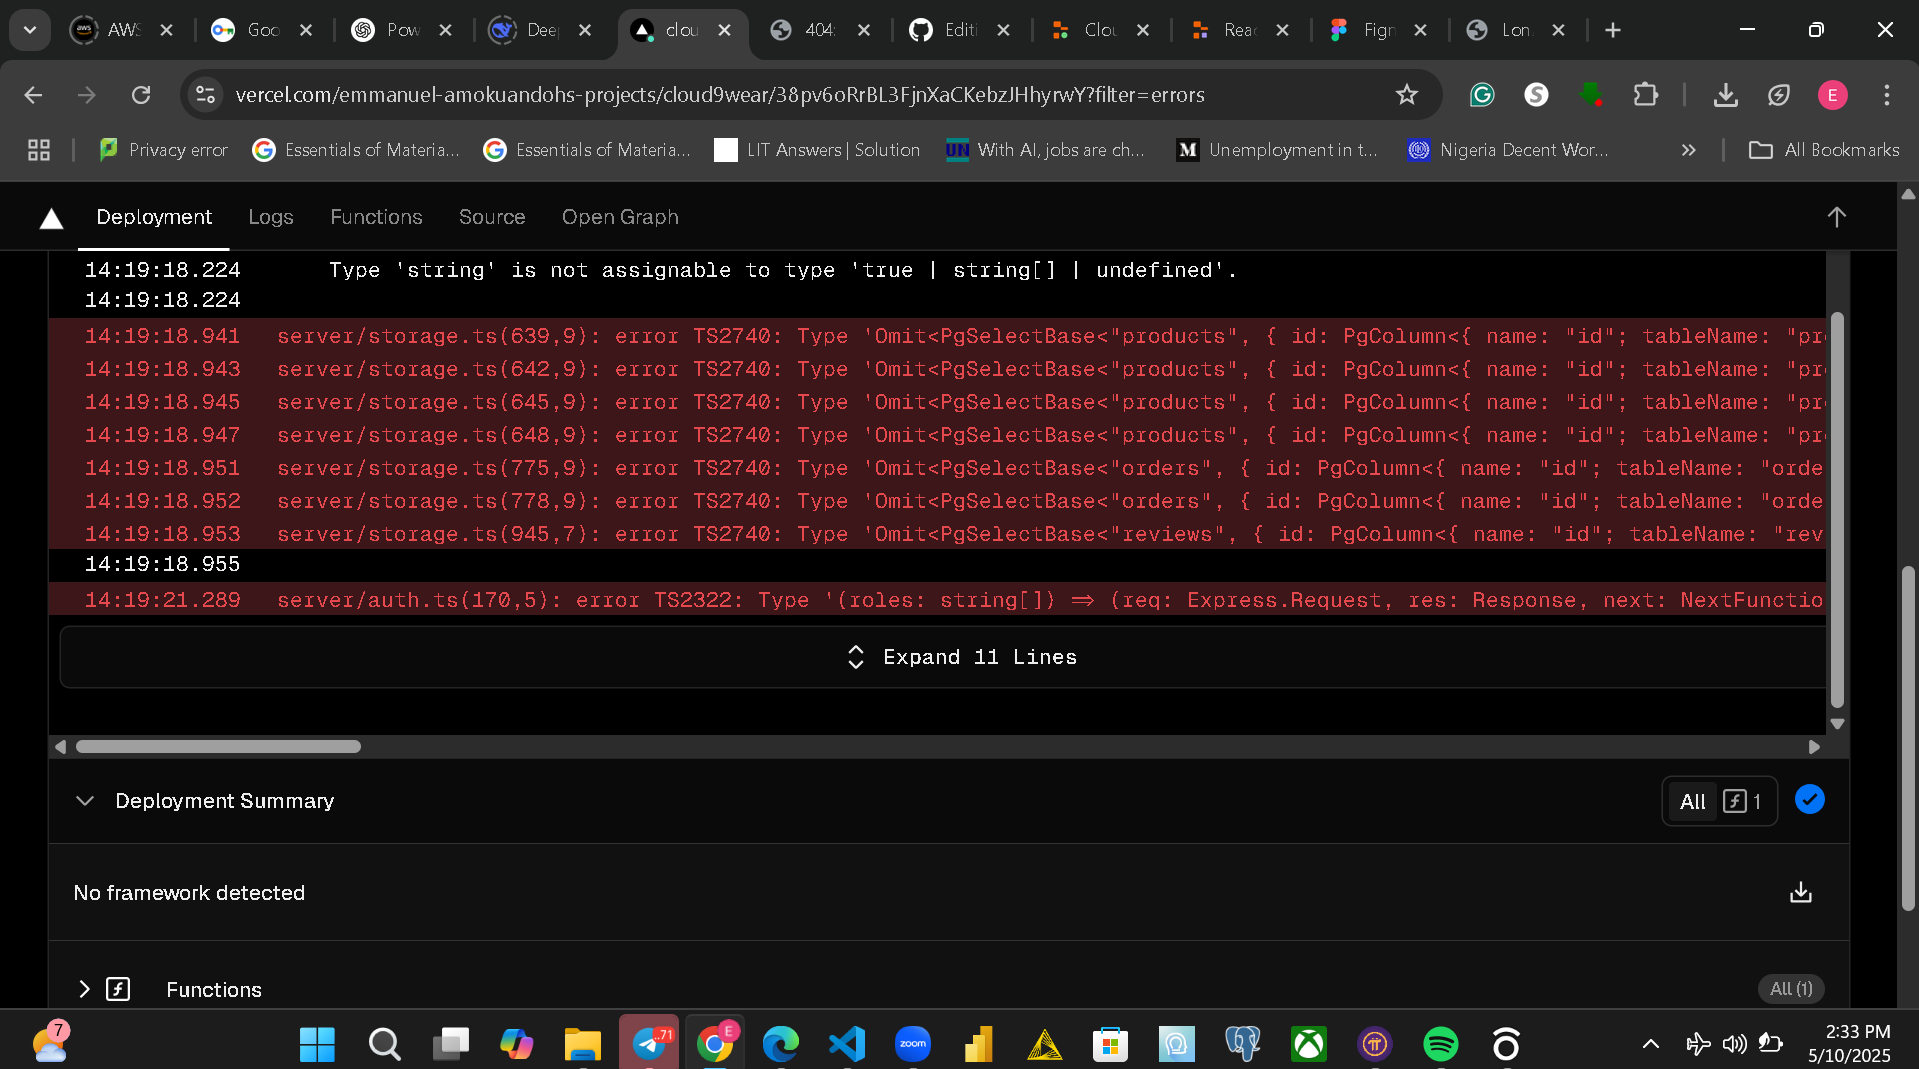 AWS
Goo
Pow
Deep
clou
404:
Editi
Clou
Reac
Figm
Lon
vercel.com/emmanuel-amokuandohs-projects/cloud9wear/38pv6oRrBL3FjnXaCKebzJHhyrwY?filter=errors
E
Privacy error
Essentials of Materia...
Essentials of Materia...
LIT Answers | Solution
UN
With AI, jobs are ch...
M
Unemployment in t...
Nigeria Decent Wor...
All Bookmarks
Deployment Logs Functions Source Open Graph
14:19:18.224 Type 'string' is not assignable to type 'true | string[] | undefined'.
14:19:18.224
14:19:18.941 server/storage.ts(639,9): error TS2740: Type 'Omit<PgSelectBase<"products", { id: PgColumn<{ name: "id"; tableName: "pr
14:19:18.943 server/storage.ts(642,9): error TS2740: Type 'Omit<PgSelectBase<"products", { id: PgColumn<{ name: "id"; tableName: "pr
14:19:18.945 server/storage.ts(645,9): error TS2740: Type 'Omit<PgSelectBase<"products", { id: PgColumn<{ name: "id"; tableName: "pr
14:19:18.947 server/storage.ts(648,9): error TS2740: Type 'Omit<PgSelectBase<"products", { id: PgColumn<{ name: "id"; tableName: "pr
14:19:18.951 server/storage.ts(775,9): error TS2740: Type 'Omit<PgSelectBase<"orders", { id: PgColumn<{ name: "id"; tableName: "orde
14:19:18.952 server/storage.ts(778,9): error TS2740: Type 'Omit<PgSelectBase<"orders", { id: PgColumn<{ name: "id"; tableName: "orde
14:19:18.953 server/storage.ts(945,7): error TS2740: Type 'Omit<PgSelectBase<"reviews", { id: PgColumn<{ name: "id"; tableName: "rev
14:19:18.955
14:19:21.289 server/auth.ts(170,5): error TS2322: Type '(roles: string[]) => (req: Express.Request, res: Response, next: NextFunctio
Expand 11 Lines
Deployment Summary
All 1
No framework detected
Functions
All (1)
7
..71
E
zoom
2:33 PM
5/10/2025